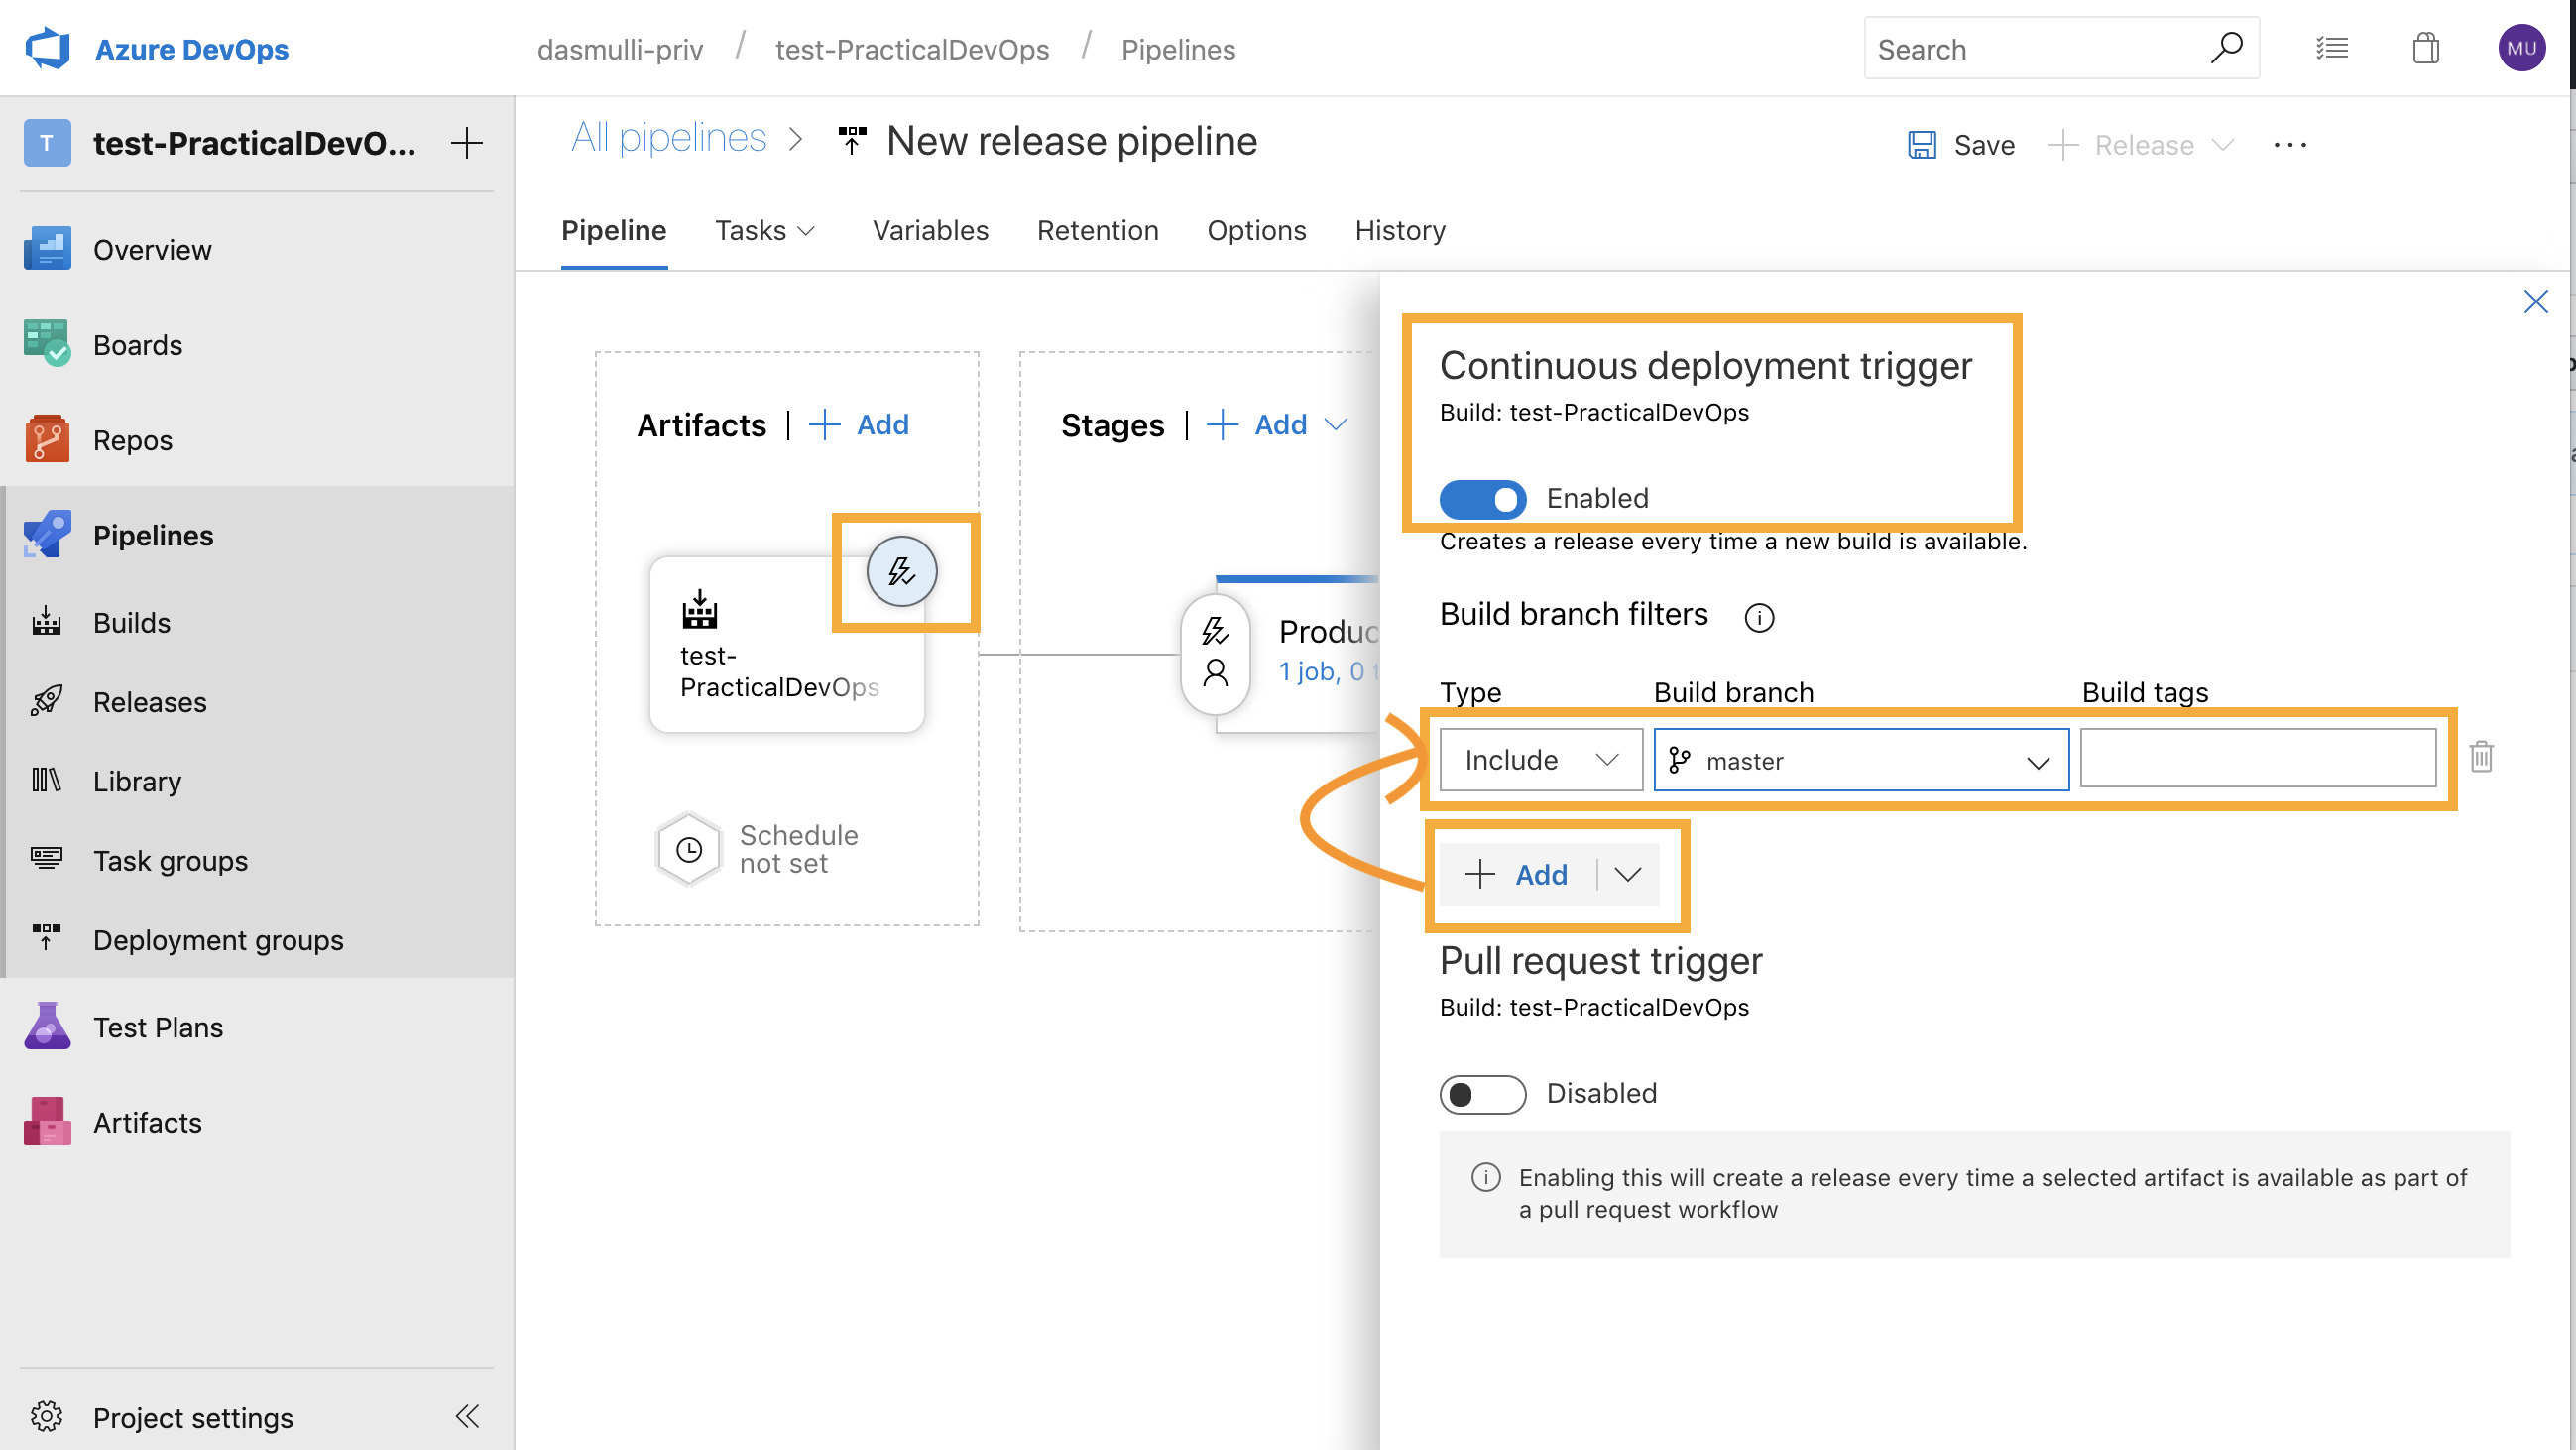 Azure DevOps
dasmulli-priv / test-PracticalDevOps / Pipelines
Search
MU
T
test-PracticalDevO...
Overview
Boards
Repos
Pipelines
Builds
Releases
Library
Task groups
Deployment groups
Test Plans
Artifacts
Project settings
All pipelines > New release pipeline
Save
Release
Pipeline
Tasks
Variables
Retention
Options
History
Artifacts | + Add
test-
PracticalDevOps
Schedule
not set
Stages | + Add
Produc
1 job, 0 t
Continuous deployment trigger
Build: test-PracticalDevOps
Enabled
Creates a release every time a new build is available.
Build branch filters
Type
Build branch
Build tags
Include
master
+ Add
Pull request trigger
Build: test-PracticalDevOps
Disabled
Enabling this will create a release every time a selected artifact is available as part of
a pull request workflow